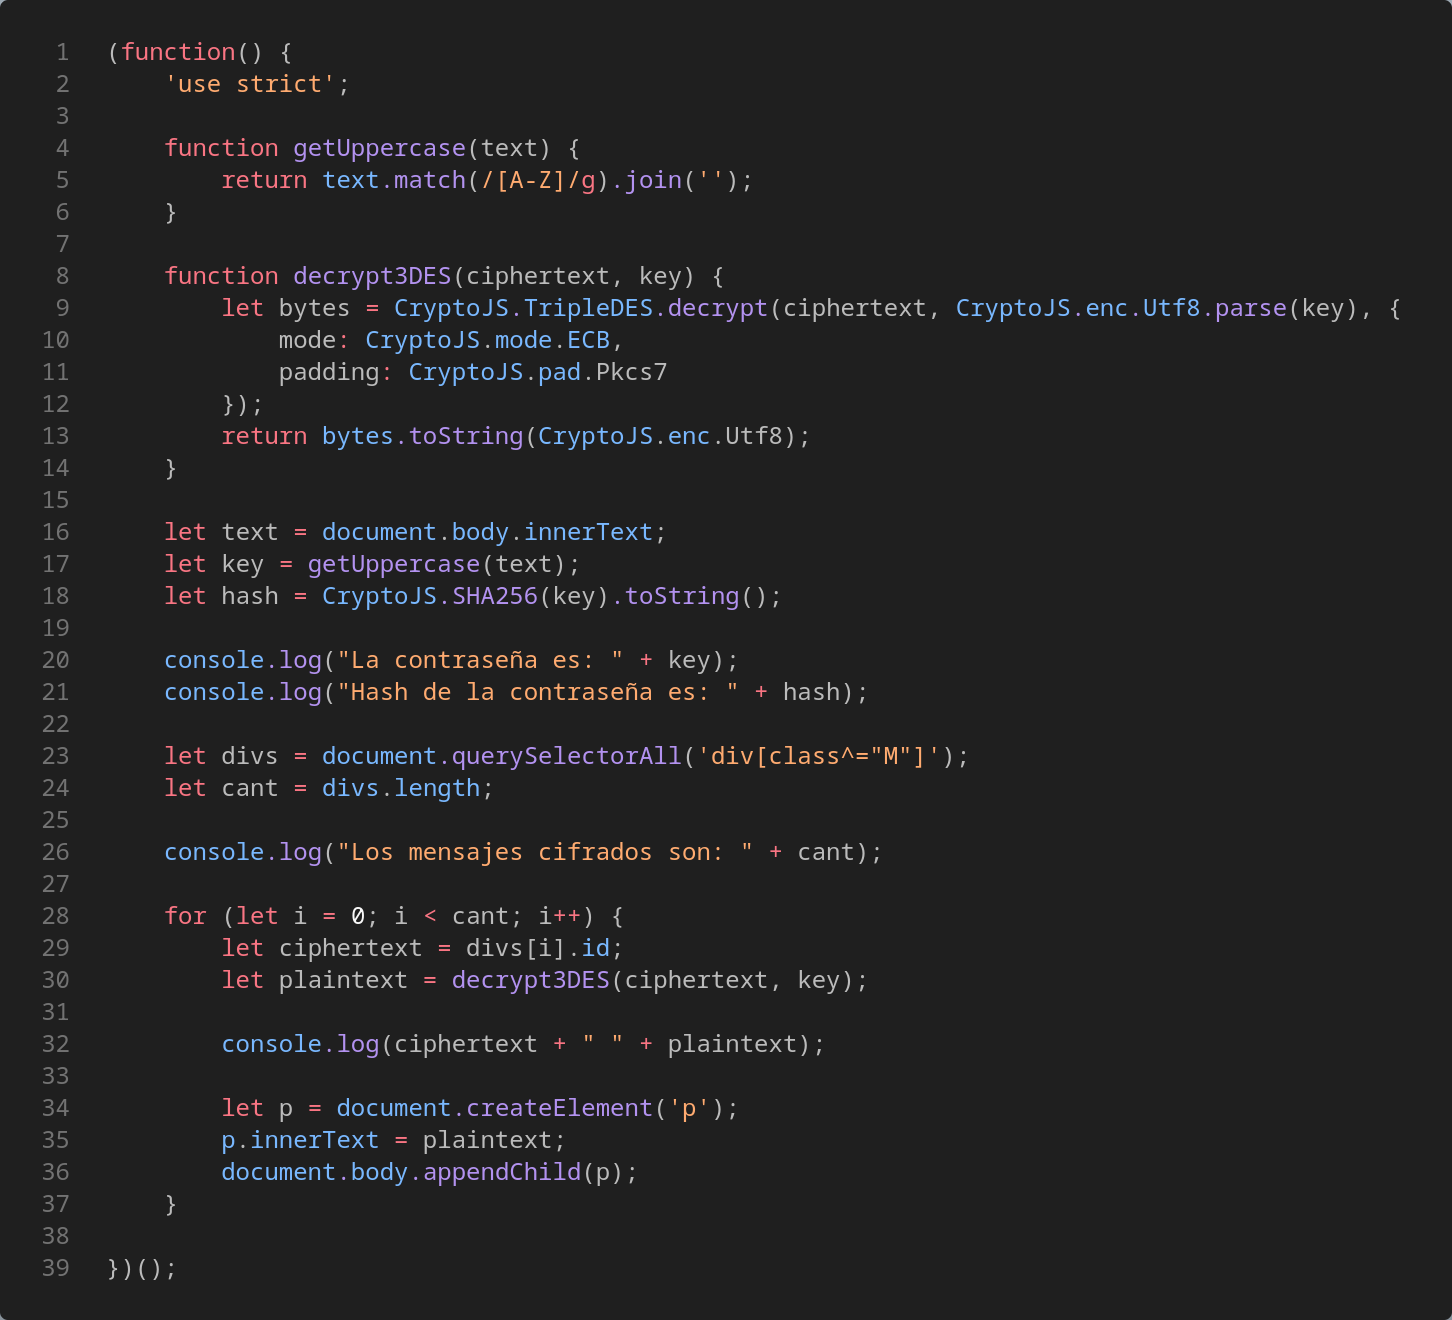 1 (function() {
2 'use strict';
3
4 function getUppercase(text) {
5 return text.match(/[A-Z]/g).join('');
6 }
7
8 function decrypt3DES(ciphertext, key) {
9 let bytes = CryptoJS.TripleDES.decrypt(ciphertext, CryptoJS.enc.Utf8.parse(key), {
10 mode: CryptoJS.mode.ECB,
11 padding: CryptoJS.pad.Pkcs7
12 });
13 return bytes.toString(CryptoJS.enc.Utf8);
14 }
15
16 let text = document.body.innerText;
17 let key = getUppercase(text);
18 let hash = CryptoJS.SHA256(key).toString();
19
20 console.log("La contraseña es: " + key);
21 console.log("Hash de la contraseña es: " + hash);
22
23 let divs = document.querySelectorAll('div[class^="M"]');
24 let cant = divs.length;
25
26 console.log("Los mensajes cifrados son: " + cant);
27
28 for (let i = 0; i < cant; i++) {
29 let ciphertext = divs[i].id;
30 let plaintext = decrypt3DES(ciphertext, key);
31
32 console.log(ciphertext + " " + plaintext);
33
34 let p = document.createElement('p');
35 p.innerText = plaintext;
36 document.body.appendChild(p);
37 }
38
39 })();